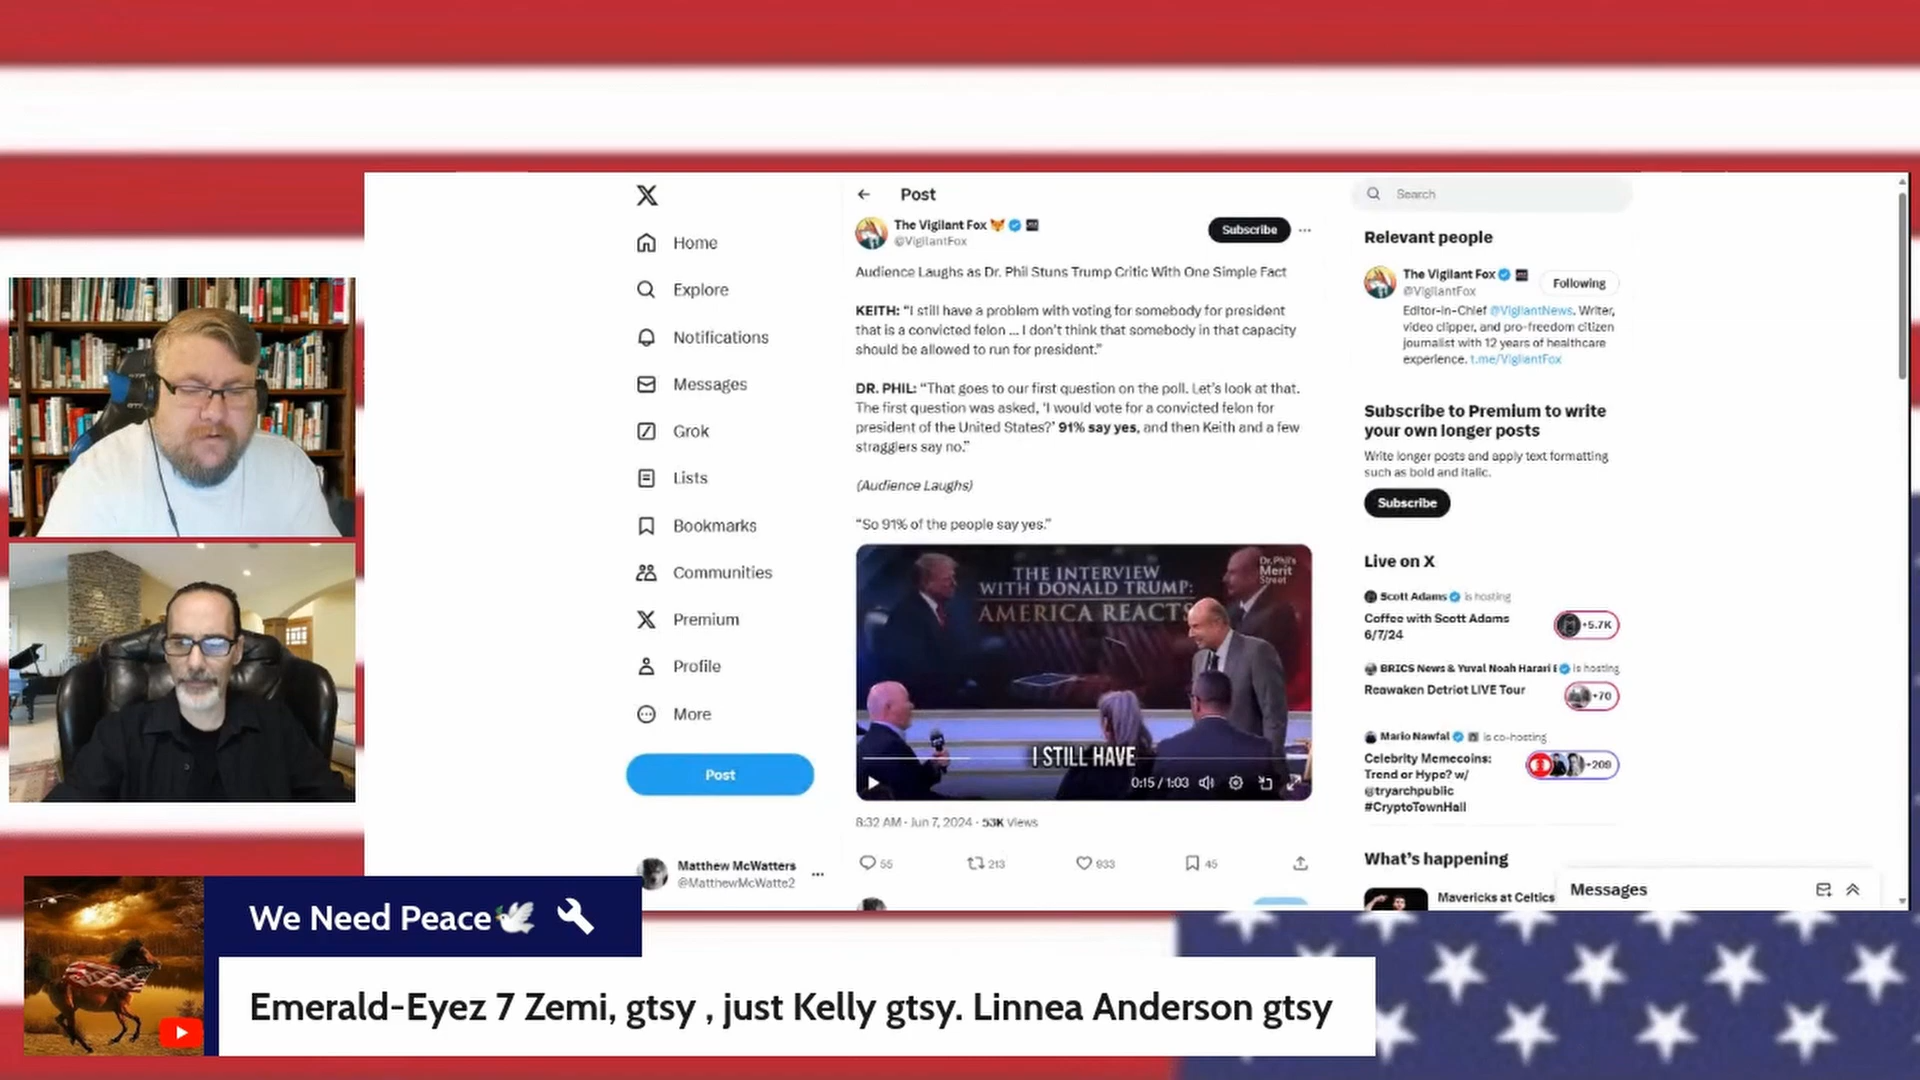 Home
Explore
Notifications
Messages
Grok
Lists
Bookmarks
Communities
Premium
Profile
More
Post
Matthew McWatters
@MatthewMcWatte2
Post
The Vigilant Fox
@VigilantFox
Subscribe
Audience Laughs as Dr. Phil Stuns Trump Critic With One Simple Fact
KEITH: “I still have a problem with voting for somebody for president
that is a convicted felon ... I don’t think that somebody in that capacity
should be allowed to run for president.”
DR. PHIL: “That goes to our first question on the poll. Let’s look at that.
The first question was asked, ‘I would vote for a convicted felon for
president of the United States?’ 91% say yes, and then Keith and a few
stragglers say no.”
(Audience Laughs)
“So 91% of the people say yes.”
Dr. Phil's
Merit
Street
THE INTERVIEW
WITH DONALD TRUMP:
AMERICA REACTS
I STILL HAVE
0:15 / 1:03
8:32 AM · Jun 7, 2024 · 53K Views
55
213
933
45
Search
Relevant people
The Vigilant Fox
@VigilantFox
Following
Editor-in-Chief @VigilantNews. Writer,
video clipper, and pro-freedom citizen
journalist with 12 years of healthcare
experience. t.me/VigilantFox
Subscribe to Premium to write
your own longer posts
Write longer posts and apply text formatting
such as bold and italic.
Subscribe
Live on X
Scott Adams is hosting
Coffee with Scott Adams
6/7/24
+5.7K
BRICS News & Yuval Noah Harari is hosting
Reawaken Detriot LIVE Tour
+70
Mario Nawfal is co-hosting
Celebrity Memecoins:
Trend or Hype? w/
@tryarchpublic
#CryptoTownHall
+209
What’s happening
Mavericks at Celtics
Messages
We Need Peace
Emerald-Eyez 7 Zemi, gtsy , just Kelly gtsy. Linnea Anderson gtsy